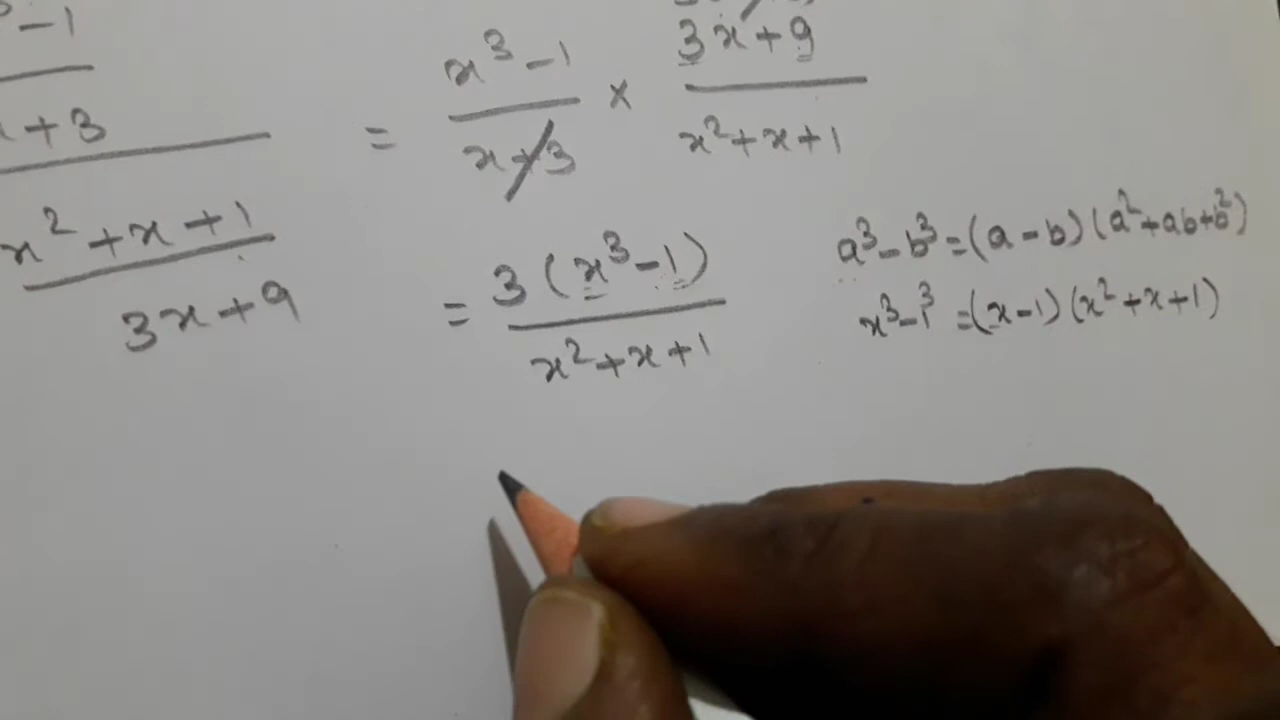 -1
+3
x² + x + 1
3x + 9
= x³ - 1 / x + 3 × 3x + 9 / x² + x + 1
= 3 (x³ - 1) / x² + x + 1
a³ - b³ = (a - b) (a² + ab + b²)
x³ - 1³ = (x - 1) (x² + x + 1)